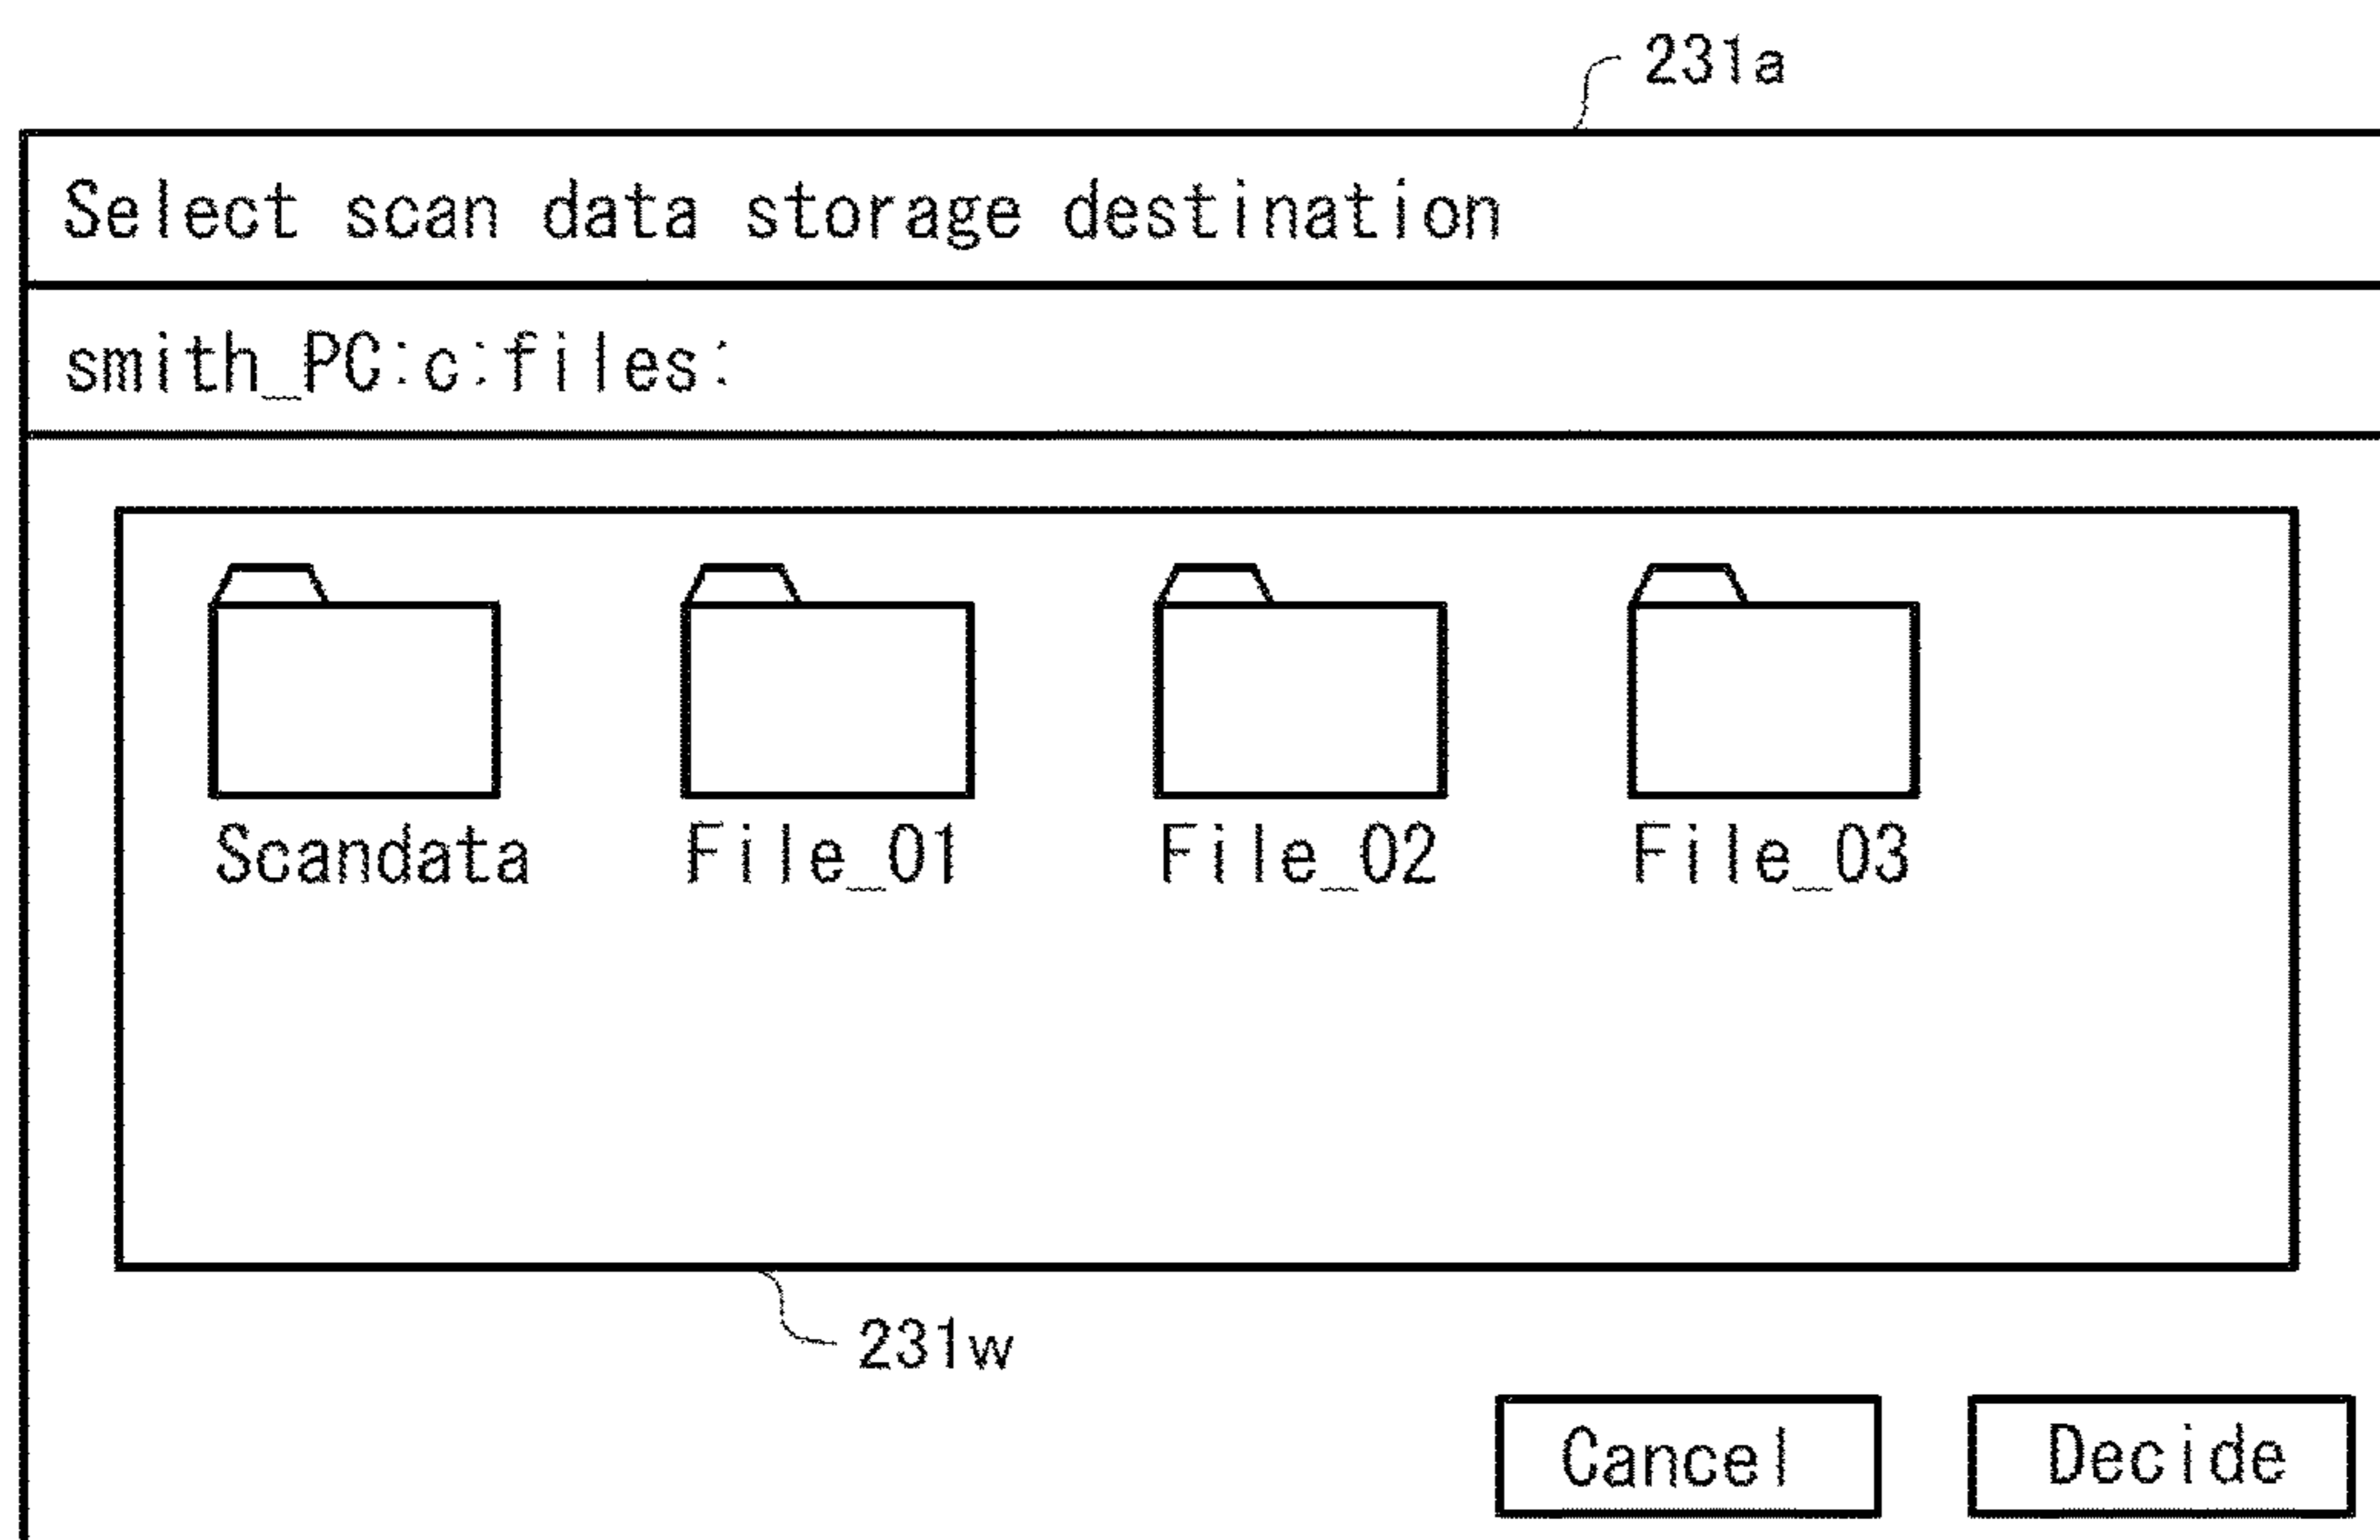 231a
Select scan data storage destination
smith_PC:c:files:
Scandata File_01 File_02 File_03
231w
Cancel Decide